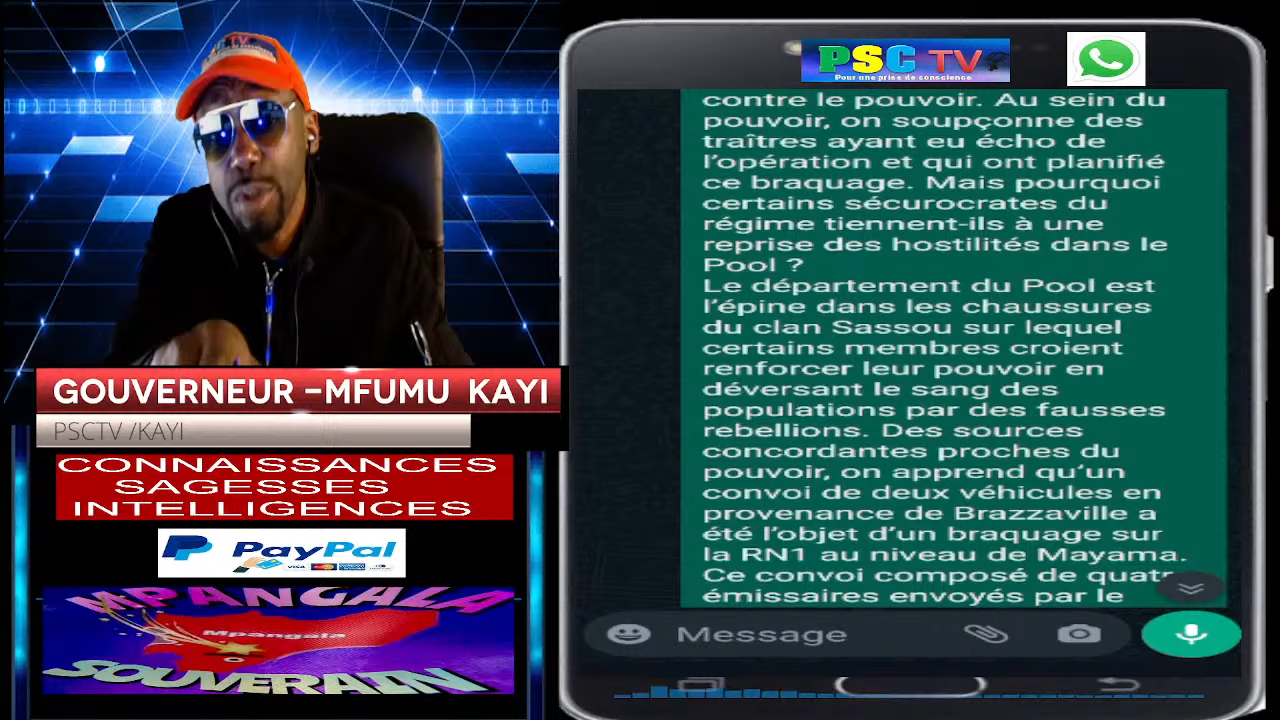 PSC TV
Pour une prise de conscience
contre le pouvoir. Au sein du
pouvoir, on soupçonne des
traîtres ayant eu écho de
l'opération et qui ont planifié
ce braquage. Mais pourquoi
certains sécurocrates du
régime tiennent-ils à une
reprise des hostilités dans le
Pool ?
Le département du Pool est
l'épine dans les chaussures
du clan Sassou sur lequel
certains membres croient
renforcer leur pouvoir en
déversant le sang des
populations par des fausses
rebellions. Des sources
concordantes proches du
pouvoir, on apprend qu'un
convoi de deux véhicules en
provenance de Brazzaville a
été l'objet d'un braquage sur
la RN1 au niveau de Mayama.
Ce convoi composé de quatr
émissaires envoyés par le
Message
GOUVERNEUR -MFUMU KAYI
PSCTV /KAYI
CONNAISSANCES
SAGESSES
INTELLIGENCES
PayPal
VISA
MPANGALA
Mpangala
SOUVERAIN